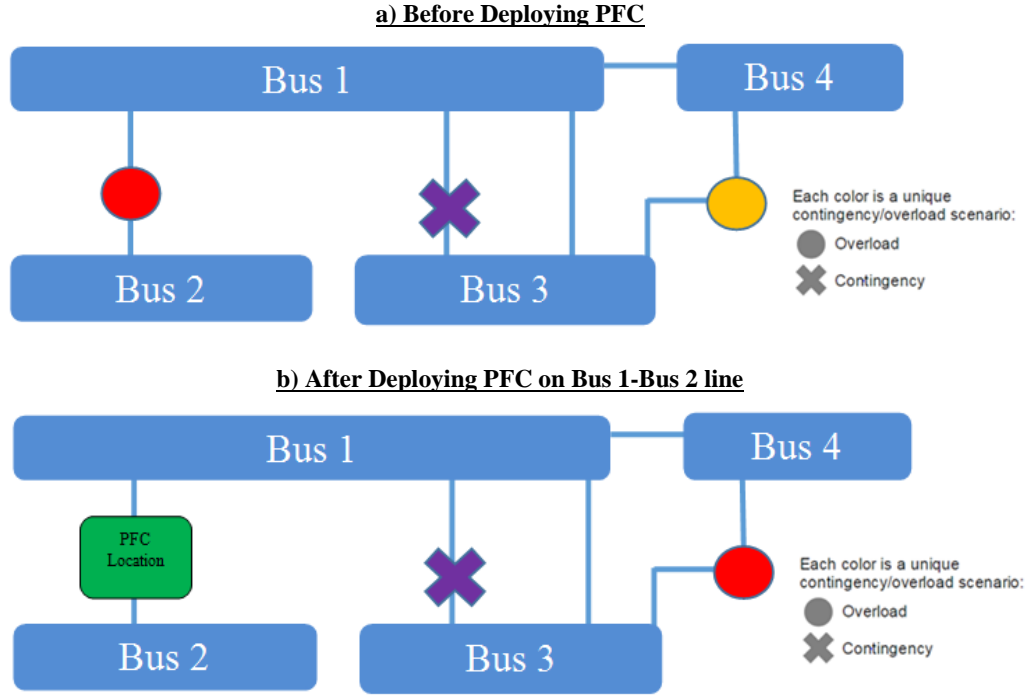 a) Before Deploying PFC
Bus 1
Bus 4
Bus 2
Bus 3
Each color is a unique
contingency/overload scenario:
Overload
Contingency
b) After Deploying PFC on Bus 1-Bus 2 line
Bus 1
Bus 4
PFC
Location
Bus 2
Bus 3
Each color is a unique
contingency/overload scenario:
Overload
Contingency